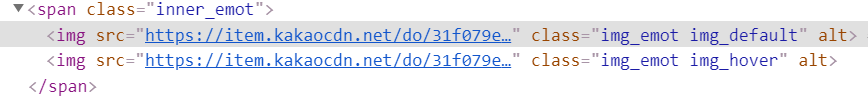 ▼<span class="inner_emot">
<img src="https://item.kakaocdn.net/do/31f079e…" class="img_emot img_default" alt>
<img src="https://item.kakaocdn.net/do/31f079e…" class="img_emot img_hover" alt>
</span>